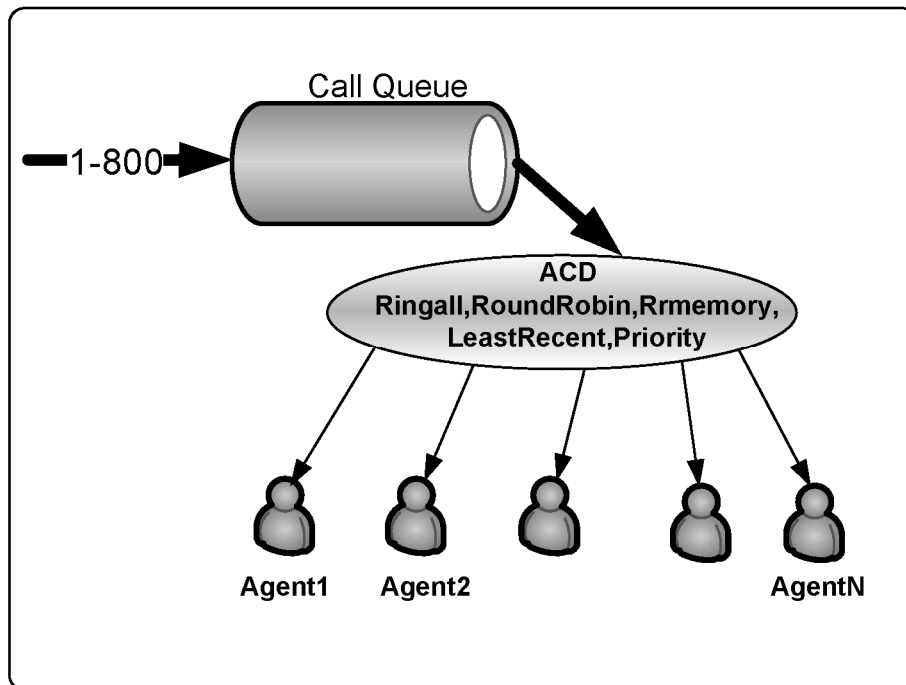 Call Queue
1-800
ACD
Ringall,RoundRobin,Rrmemory,
LeastRecent,Priority
Agent1
Agent2
AgentN